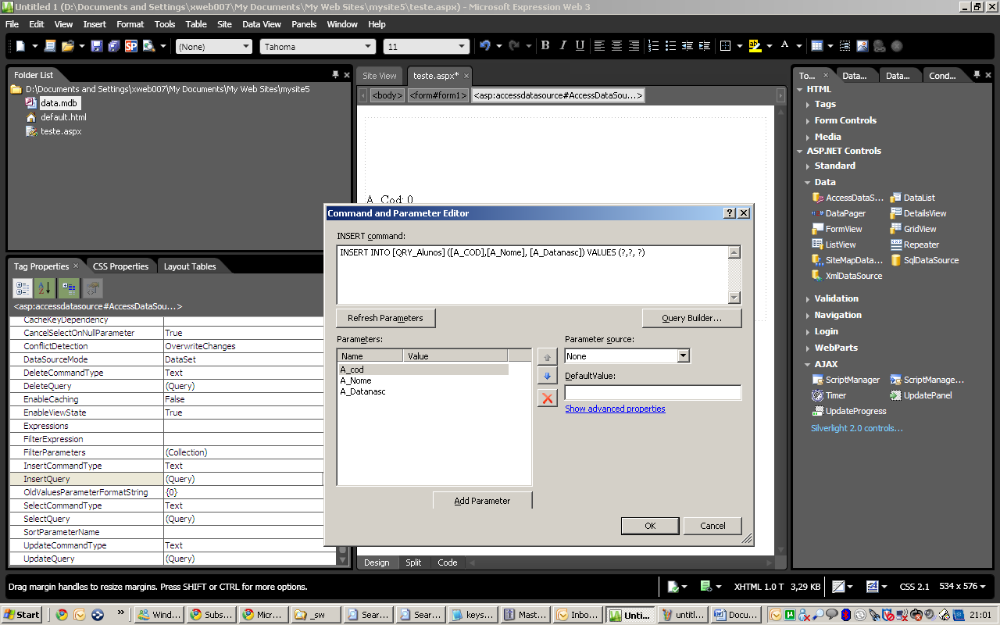 Untitled 1 (D:\Documents and Settings\xweb007\My Documents\My Web Sites\mysite5\teste.aspx) - Microsoft Expression Web 3
File Edit View Insert Format Tools Table Site Data View Panels Window Help
(None) Tahoma 11 B I U A
Folder List
D:\Documents and Settings\xweb007\My Documents\My Web Sites\mysite5
data.mdb
default.html
teste.aspx
Site View teste.aspx*
<body> <form#form1> <asp:accessdatasource#AccessDataSou...>
A_Cod: 0
Tag Properties CSS Properties Layout Tables
<asp:accessdatasource#AccessDataSou...>
CacheKeyDependency
CancelSelectOnNullParameter True
ConflictDetection OverwriteChanges
DataSourceMode DataSet
DeleteCommandType Text
DeleteQuery (Query)
EnableCaching False
EnableViewState True
Expressions
FilterExpression
FilterParameters (Collection)
InsertCommandType Text
InsertQuery (Query)
OldValuesParameterFormatString {0}
SelectCommandType Text
SelectQuery (Query)
SortParameterName
UpdateCommandType Text
UpdateQuery (Query)
Command and Parameter Editor
INSERT command:
INSERT INTO [QRY_Alunos] ([A_COD],[A_Nome], [A_Datanasc]) VALUES (?,?, ?)
Refresh Parameters Query Builder...
Parameters:
Name Value
A_cod
A_Nome
A_Datanasc
Add Parameter
Parameter source:
None
DefaultValue:
Show advanced properties
OK Cancel
Design Split Code
To... Data... Data... Cond...
HTML
Tags
Form Controls
Media
ASP.NET Controls
Standard
Data
AccessDataS... DataList
DataPager DetailsView
FormView GridView
ListView Repeater
SiteMapData... SqlDataSource
XmlDataSource
Validation
Navigation
Login
WebParts
AJAX
ScriptManager ScriptManage...
Timer UpdatePanel
UpdateProgress
Silverlight 2.0 controls...
Drag margin handles to resize margins. Press SHIFT or CTRL for more options. XHTML 1.0 T 3,29 KB CSS 2.1 534 x 576
Start Wind... Subs... Micr... _sw Sear... Sear... keys... Mast... Inbo... Unti... untitl... Docu... 21:01